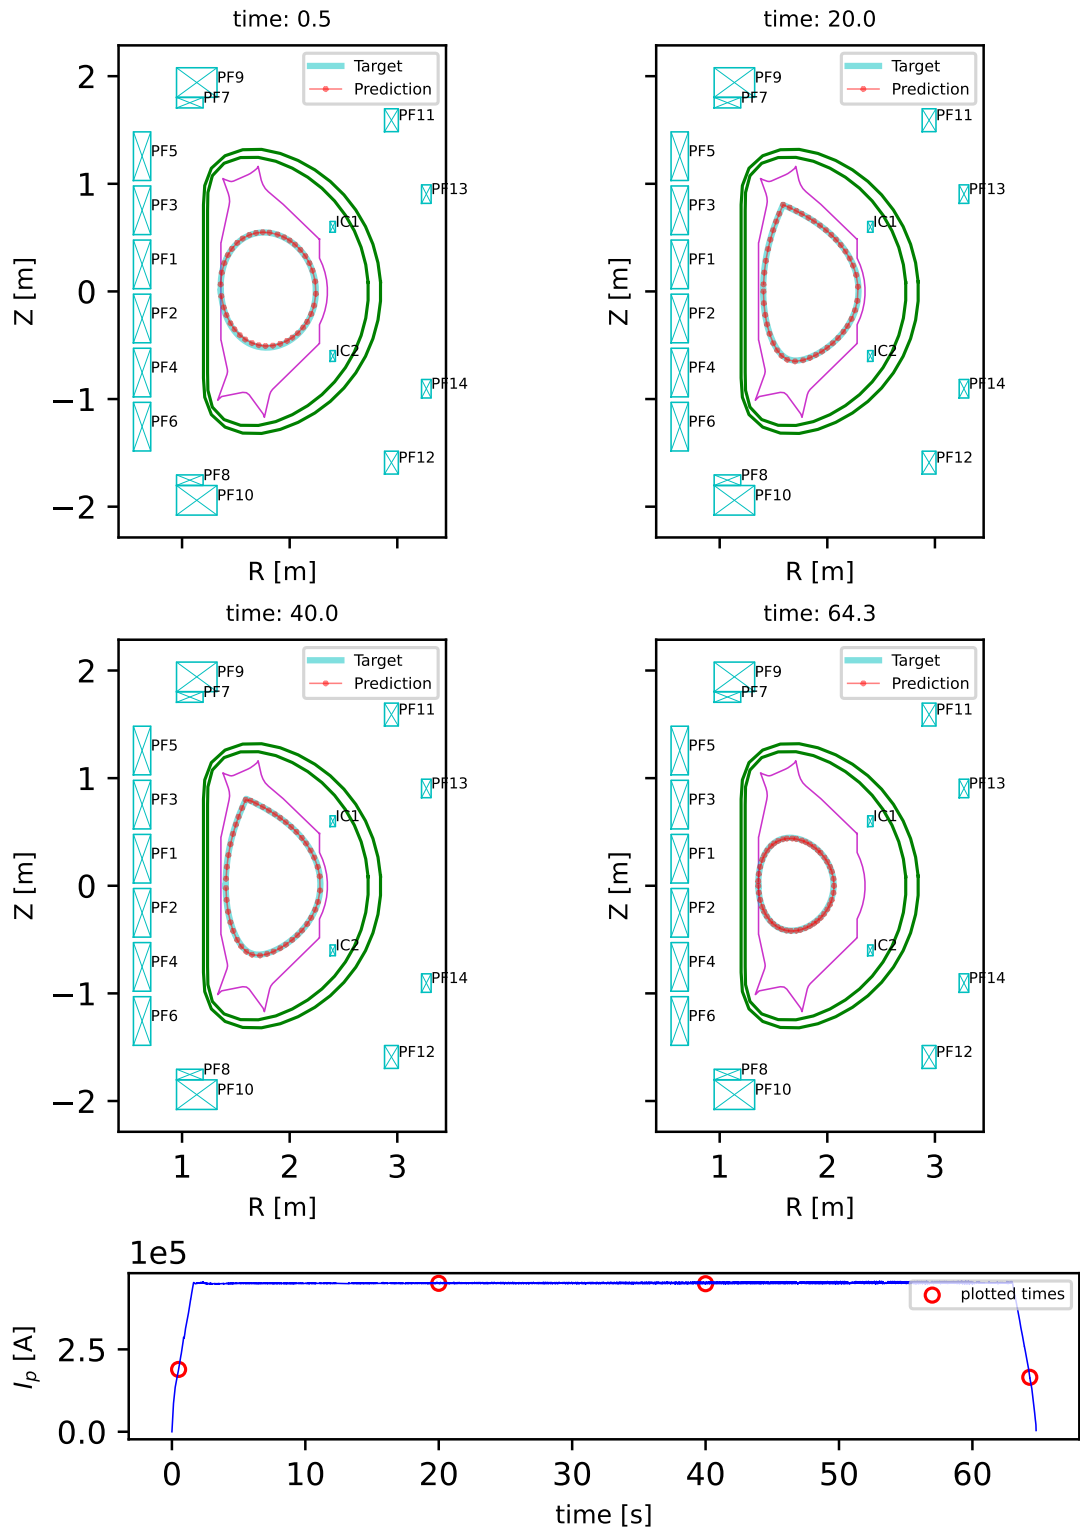 time: 0.5
Target
Prediction
PF9
PF7
PF11
PF5
PF13
PF3
IC1
PF1
PF2
IC2
PF4
PF14
PF6
PF12
PF8
PF10
2
1
0
−1
−2
Z [m]
R [m]
time: 20.0
Target
Prediction
PF9
PF7
PF11
PF5
PF13
PF3
IC1
PF1
PF2
IC2
PF4
PF14
PF6
PF12
PF8
PF10
Z [m]
R [m]
time: 40.0
Target
Prediction
PF9
PF7
PF11
PF5
PF13
PF3
IC1
PF1
PF2
IC2
PF4
PF14
PF6
PF12
PF8
PF10
2
1
0
−1
−2
Z [m]
1 2 3
R [m]
time: 64.3
Target
Prediction
PF9
PF7
PF11
PF5
PF13
PF3
IC1
PF1
PF2
IC2
PF4
PF14
PF6
PF12
PF8
PF10
Z [m]
1 2 3
R [m]
1e5
plotted times
2.5
0.0
I_p [A]
0 10 20 30 40 50 60
time [s]